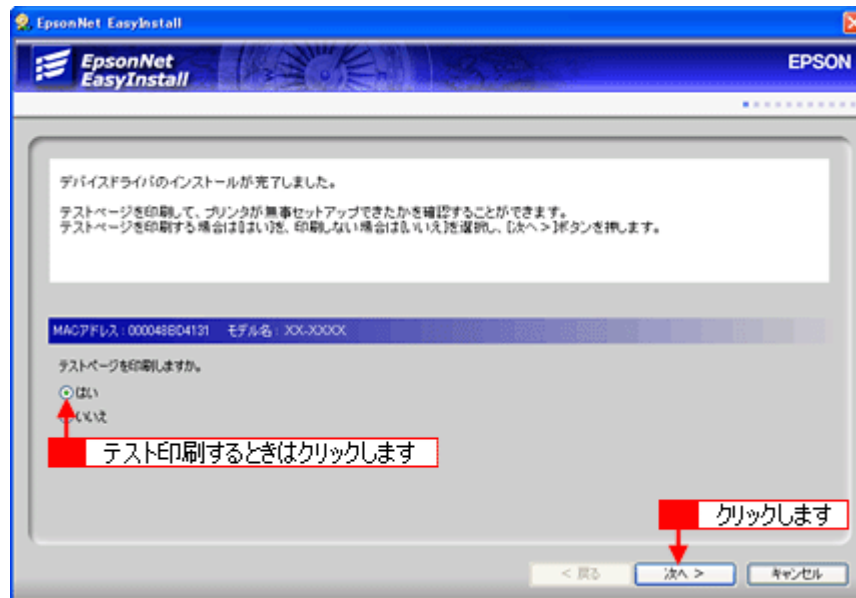 EpsonNet EasyInstall
EpsonNet
EasyInstall
EPSON
デバイスドライバのインストールが完了しました。
テストページを印刷して、プリンタが無事セットアップできたかを確認することができます。
テストページを印刷する場合は[はい]を、印刷しない場合は[いいえ]を選択し、[次へ >]ボタンを押します。
MACアドレス : 000048BD4131 モデル名 : XX-XXXX
テストページを印刷しますか。
はい
いいえ
テスト印刷するときはクリックします
クリックします
< 戻る 次へ > キャンセル